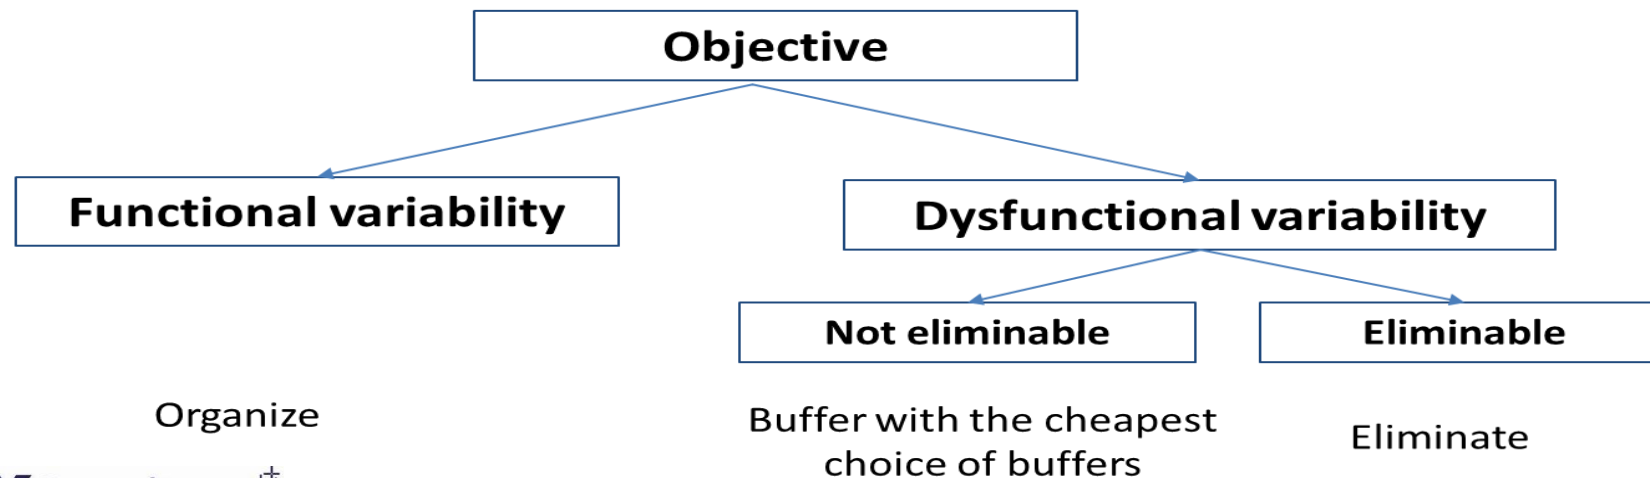 Objective
Functional variability
Dysfunctional variability
Not eliminable
Eliminable
Organize
Buffer with the cheapest
choice of buffers
Eliminate